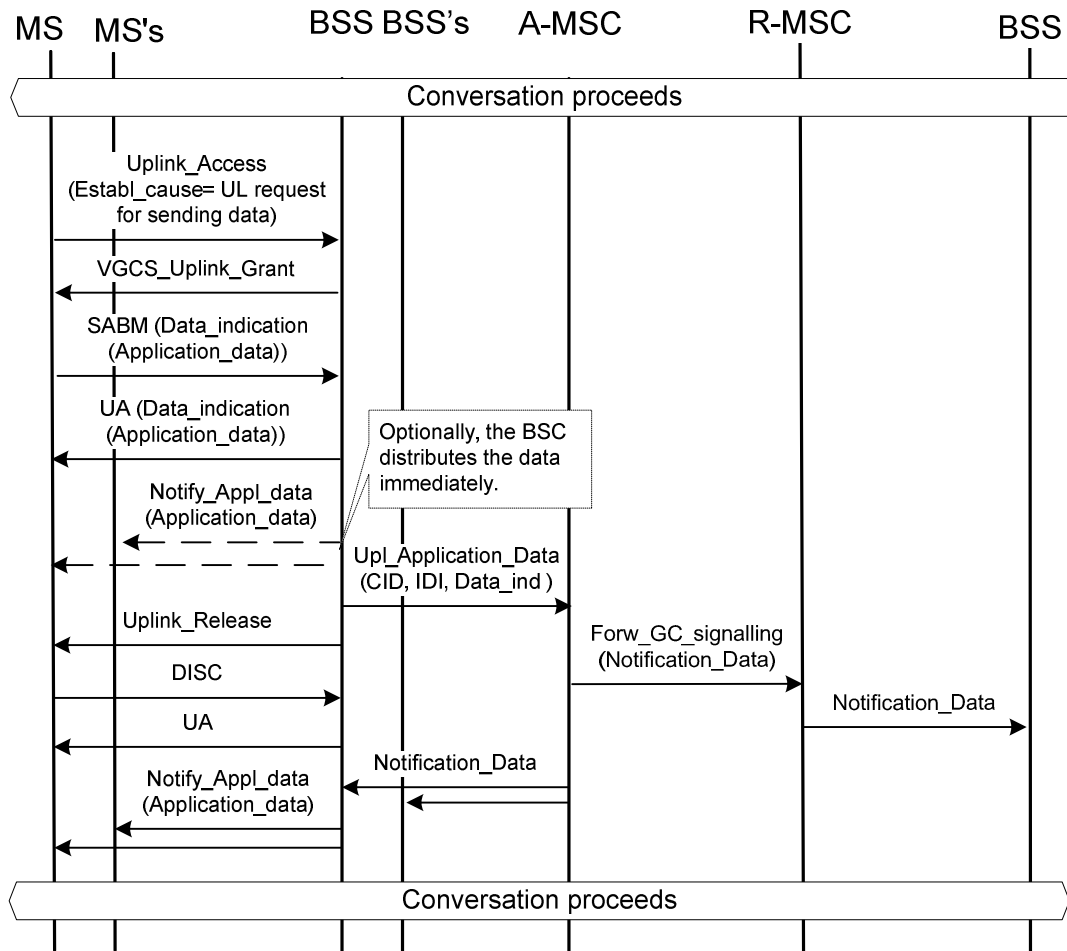 MS
MS's
BSS
BSS's
A-MSC
R-MSC
BSS
Conversation proceeds
Uplink_Access
(Establ_cause= UL request
for sending data)
VGCS_Uplink_Grant
SABM (Data_indication
(Application_data))
UA (Data_indication
(Application_data))
Optionally, the BSC
distributes the data
immediately.
Notify_Appl_data
(Application_data)
Upl_Application_Data
(CID, IDI, Data_ind )
Uplink_Release
Forw_GC_signalling
(Notification_Data)
DISC
Notification_Data
UA
Notification_Data
Notify_Appl_data
(Application_data)
Conversation proceeds